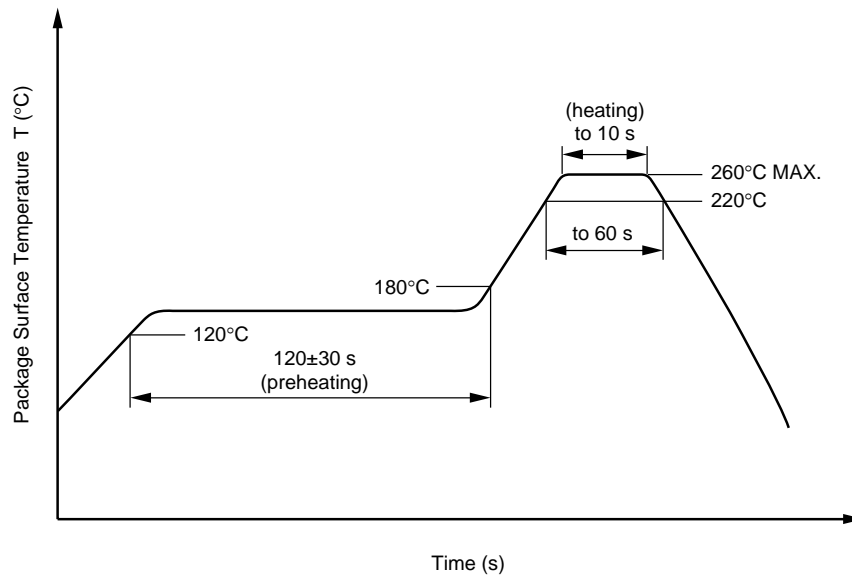 Package Surface Temperature T (°C)
(heating)
to 10 s
260°C MAX.
220°C
to 60 s
180°C
120°C
120±30 s
(preheating)
Time (s)